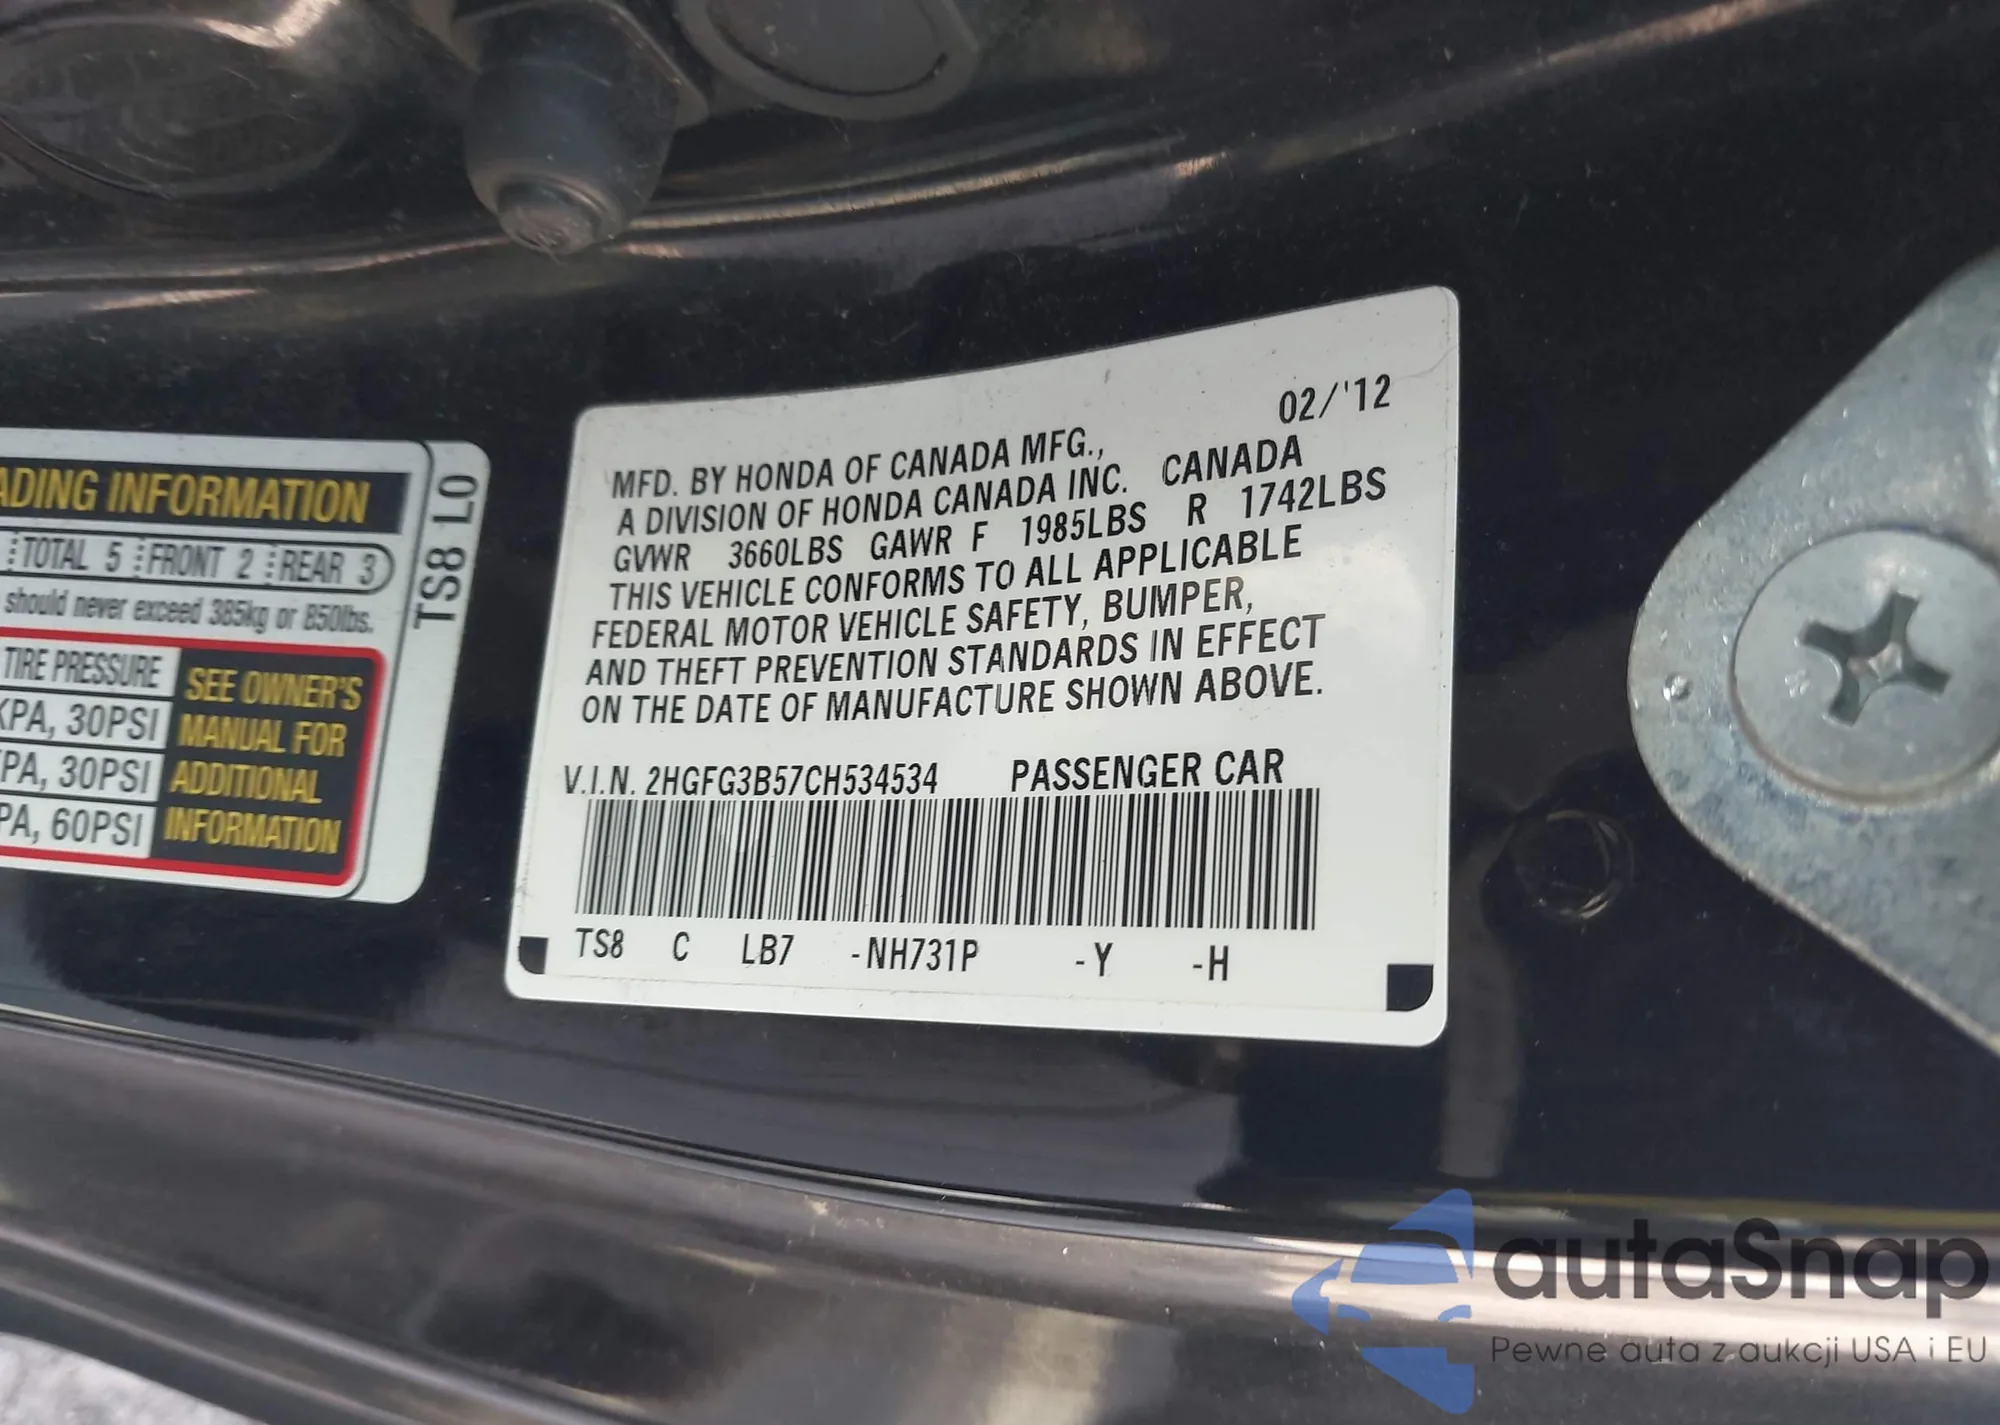 ADING INFORMATION
TOTAL 5 FRONT 2 REAR 3
should never exceed 385kg or 850lbs.
TIRE PRESSURE
KPA, 30PSI
PA, 30PSI
PA, 60PSI
SEE OWNER'S
MANUAL FOR
ADDITIONAL
INFORMATION
TS8 L0
02/'12
MFD. BY HONDA OF CANADA MFG.,
A DIVISION OF HONDA CANADA INC. CANADA
GVWR 3660LBS GAWR F 1985LBS R 1742LBS
THIS VEHICLE CONFORMS TO ALL APPLICABLE
FEDERAL MOTOR VEHICLE SAFETY, BUMPER,
AND THEFT PREVENTION STANDARDS IN EFFECT
ON THE DATE OF MANUFACTURE SHOWN ABOVE.
V.I.N. 2HGFG3B57CH534534 PASSENGER CAR
TS8 C LB7 -NH731P -Y -H
autaSnap
Pewne auta z aukcji USA i EU